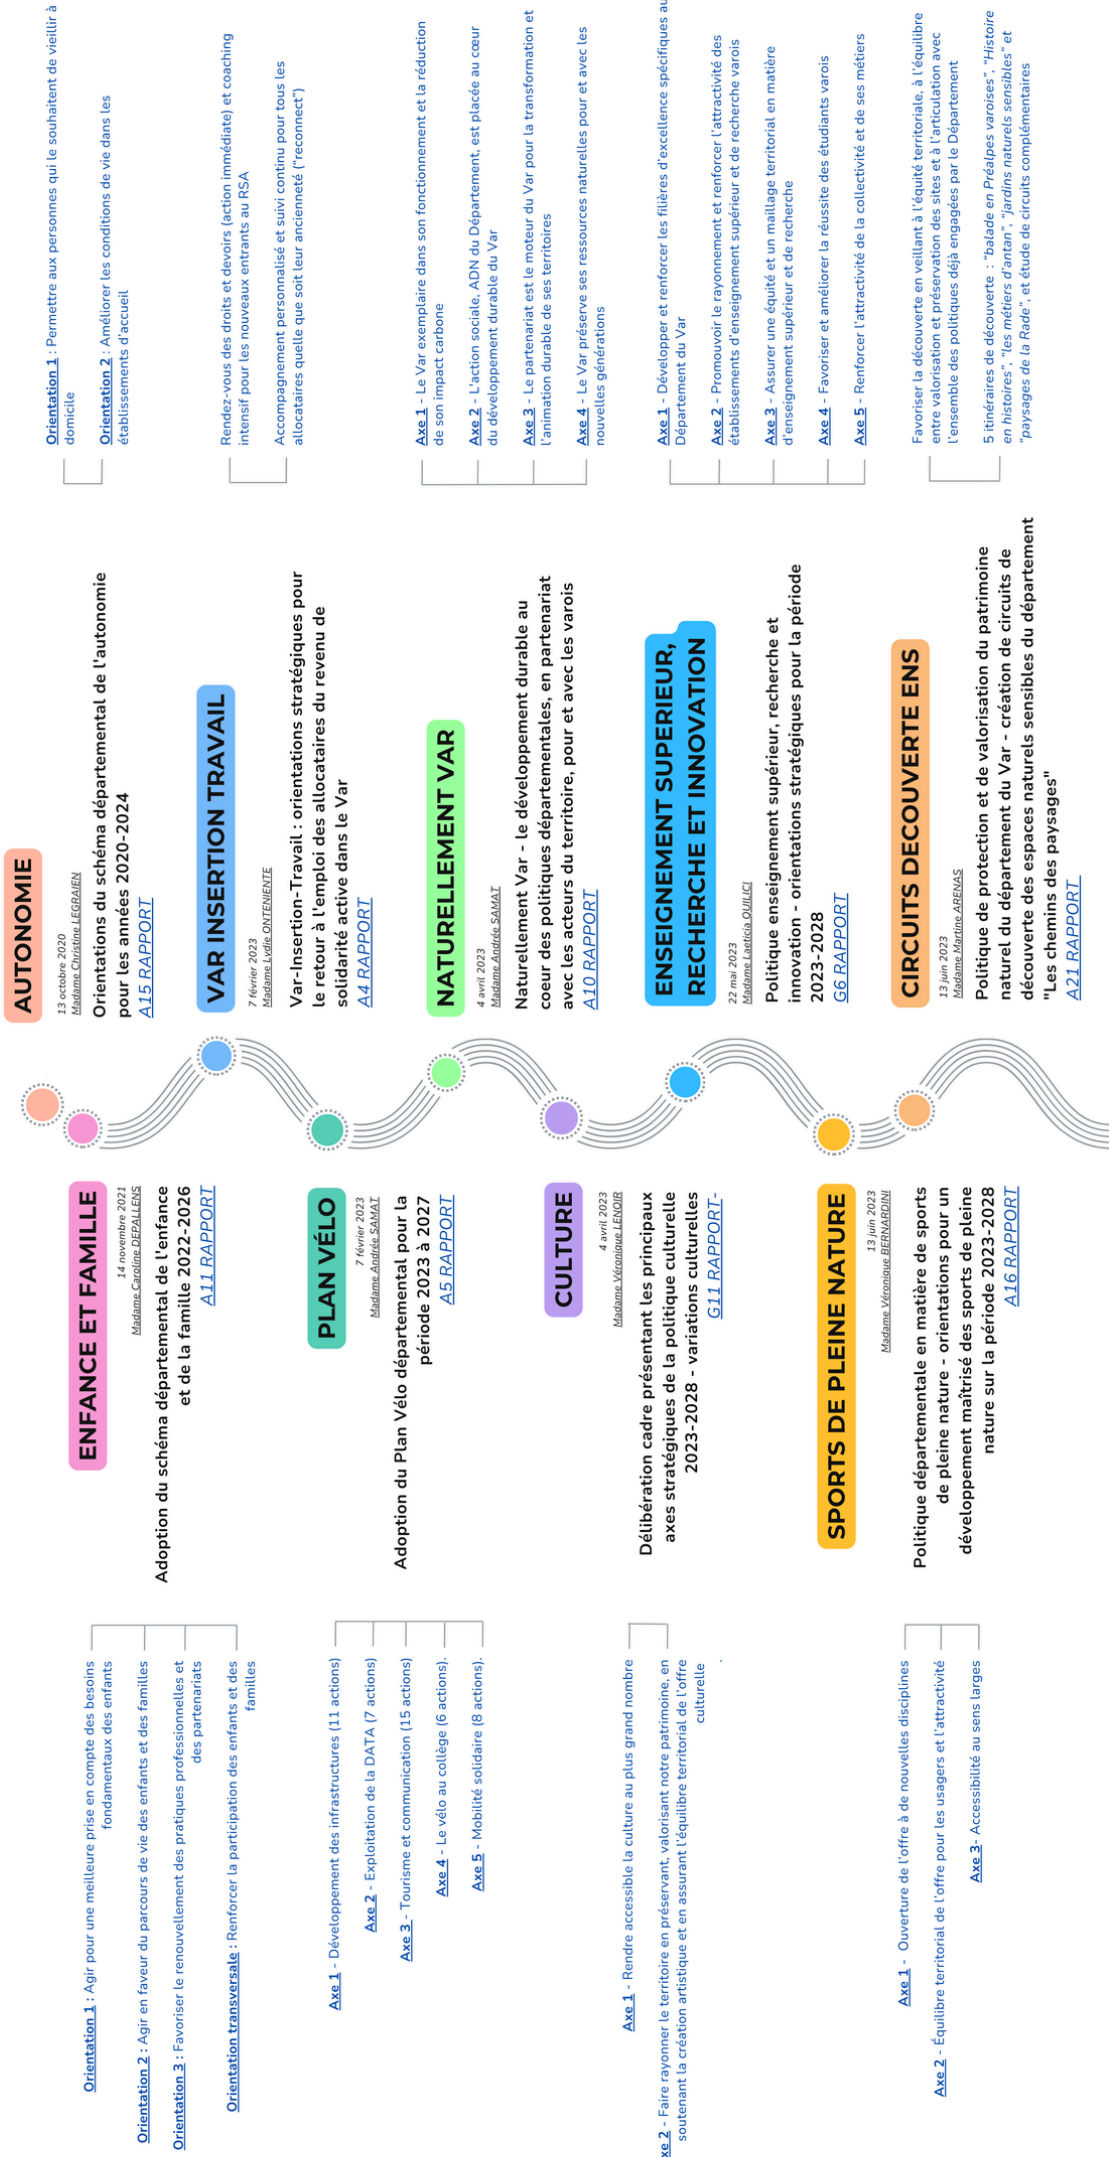 AUTONOMIE
13 octobre 2020
Madame Christine LEGRAIEN
Orientations du schéma départemental de l'autonomie
pour les années 2020-2024
A15 RAPPORT
Orientation 1 : Permettre aux personnes qui le souhaitent de vieillir à
domicile
Orientation 2 : Améliorer les conditions de vie dans les
établissements d'accueil
ENFANCE ET FAMILLE
14 novembre 2021
Madame Caroline DEPALLENS
Adoption du schéma départemental de l'enfance
et de la famille 2022-2026
A11 RAPPORT
Orientation 1 : Agir pour une meilleure prise en compte des besoins
fondamentaux des enfants
Orientation 2 : Agir en faveur du parcours de vie des enfants et des familles
Orientation 3 : Favoriser le renouvellement des pratiques professionnelles et
des partenariats
Orientation transversale : Renforcer la participation des enfants et des
familles
VAR INSERTION TRAVAIL
7 février 2023
Madame Lydie ONTENIENTE
Var-Insertion-Travail : orientations stratégiques pour
le retour à l'emploi des allocataires du revenu de
solidarité active dans le Var
A4 RAPPORT
Rendez-vous des droits et devoirs (action immédiate) et coaching
intensif pour les nouveaux entrants au RSA
Accompagnement personnalisé et suivi continu pour tous les
allocataires quelle que soit leur ancienneté ("reconnect")
PLAN VÉLO
7 février 2023
Madame Andrée SAMAT
Adoption du Plan Vélo départemental pour la
période 2023 à 2027
A5 RAPPORT
Axe 1 - Développement des infrastructures (11 actions)
Axe 2 - Exploitation de la DATA (7 actions)
Axe 3 - Tourisme et communication (15 actions)
Axe 4 - Le vélo au collège (6 actions).
Axe 5 - Mobilité solidaire (8 actions).
NATURELLEMENT VAR
4 avril 2023
Madame Andrée SAMAT
Naturellement Var - le développement durable au
coeur des politiques départementales, en partenariat
avec les acteurs du territoire, pour et avec les varois
A10 RAPPORT
Axe 1 - Le Var exemplaire dans son fonctionnement et la réduction
de son impact carbone
Axe 2 - L'action sociale, ADN du Département, est placée au cœur
du développement durable du Var
Axe 3 - Le partenariat est le moteur du Var pour la transformation et
l'animation durable de ses territoires
Axe 4 - Le Var préserve ses ressources naturelles pour et avec les
nouvelles générations
CULTURE
4 avril 2023
Madame Véronique LENOIR
Délibération cadre présentant les principaux
axes stratégiques de la politique culturelle
2023-2028 - variations culturelles
G11 RAPPORT-
Axe 1 - Rendre accessible la culture au plus grand nombre
xe 2 - Faire rayonner le territoire en préservant, valorisant notre patrimoine, en
soutenant la création artistique et en assurant l'équilibre territorial de l'offre
culturelle
.
ENSEIGNEMENT SUPERIEUR,
RECHERCHE ET INNOVATION
22 mai 2023
Madame Laeticia QUILICI
Politique enseignement supérieur, recherche et
innovation - orientations stratégiques pour la période
2023-2028
G6 RAPPORT
Axe 1 - Développer et renforcer les filières d'excellence spécifiques au
Département du Var
Axe 2 - Promouvoir le rayonnement et renforcer l'attractivité des
établissements d'enseignement supérieur et de recherche varois
Axe 3 - Assurer une équité et un maillage territorial en matière
d'enseignement supérieur et de recherche
Axe 4 - Favoriser et améliorer la réussite des étudiants varois
Axe 5 - Renforcer l'attractivité de la collectivité et de ses métiers
SPORTS DE PLEINE NATURE
13 juin 2023
Madame Véronique BERNARDINI
Politique départementale en matière de sports
de pleine nature - orientations pour un
développement maîtrisé des sports de pleine
nature sur la période 2023-2028
A16 RAPPORT
Axe 1 - Ouverture de l'offre à de nouvelles disciplines
Axe 2 - Équilibre territorial de l'offre pour les usagers et l'attractivité
Axe 3- Accessibilité au sens larges
CIRCUITS DECOUVERTE ENS
13 juin 2023
Madame Martine ARENAS
Politique de protection et de valorisation du patrimoine
naturel du département du Var - création de circuits de
découverte des espaces naturels sensibles du département
"Les chemins des paysages"
A21 RAPPORT
Favoriser la découverte en veillant à l'équité territoriale, à l'équilibre
entre valorisation et préservation des sites et à l'articulation avec
l'ensemble des politiques déjà engagées par le Département
5 itinéraires de découverte : "balade en Préalpes varoises", "Histoire
en histoires", "les métiers d'antan", "jardins naturels sensibles" et
"paysages de la Rade", et étude de circuits complémentaires